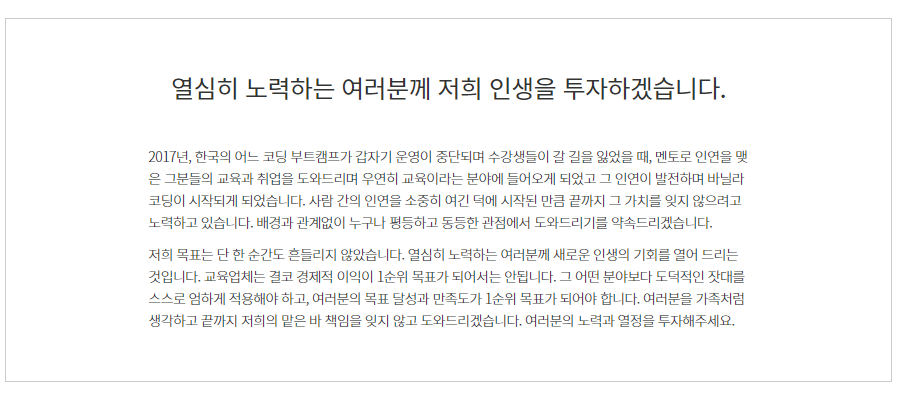 열심히 노력하는 여러분께 저희 인생을 투자하겠습니다.
2017년, 한국의 어느 코딩 부트캠프가 갑자기 운영이 중단되며 수강생들이 갈 길을 잃었을 때, 멘토로 인연을 맺
은 그분들의 교육과 취업을 도와드리며 우연히 교육이라는 분야에 들어오게 되었고 그 인연이 발전하며 바닐라
코딩이 시작되게 되었습니다. 사람 간의 인연을 소중히 여긴 덕에 시작된 만큼 끝까지 그 가치를 잊지 않으려고
노력하고 있습니다. 배경과 관계없이 누구나 평등하고 동등한 관점에서 도와드리기를 약속드리겠습니다.
저희 목표는 단 한 순간도 흔들리지 않았습니다. 열심히 노력하는 여러분께 새로운 인생의 기회를 열어 드리는
것입니다. 교육업체는 결코 경제적 이익이 1순위 목표가 되어서는 안됩니다. 그 어떤 분야보다 도덕적인 잣대를
스스로 엄하게 적용해야 하고, 여러분의 목표 달성과 만족도가 1순위 목표가 되어야 합니다. 여러분을 가족처럼
생각하고 끝까지 저희의 맡은 바 책임을 잊지 않고 도와드리겠습니다. 여러분의 노력과 열정을 투자해주세요.